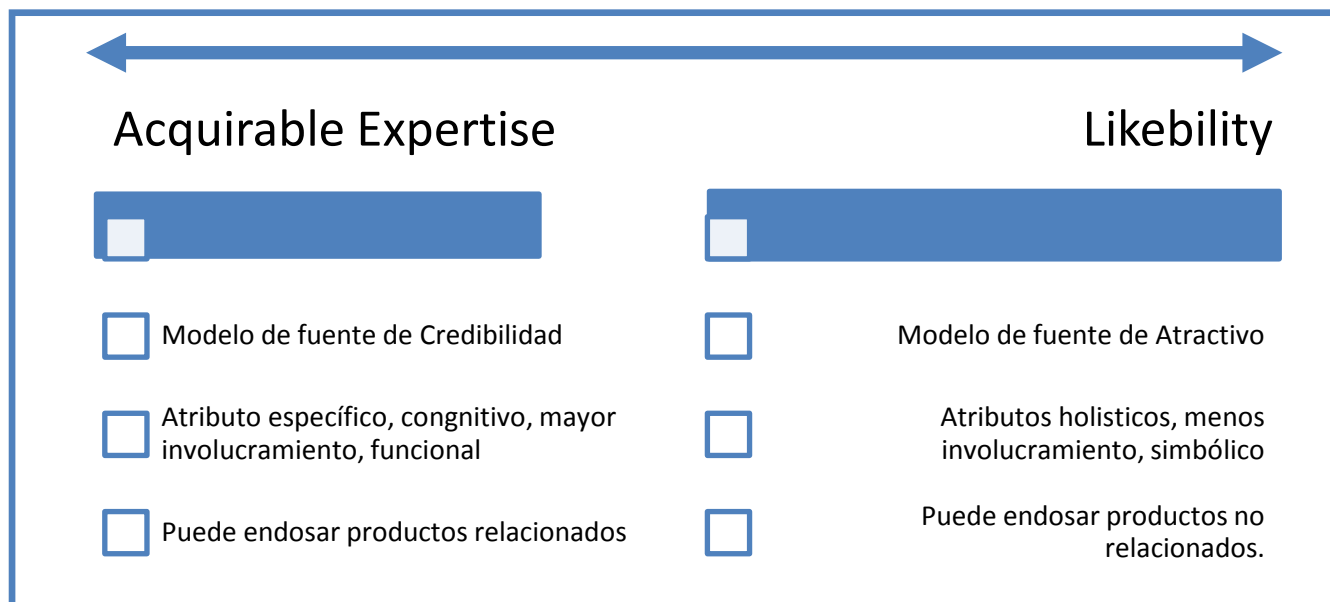 Acquirable Expertise
Likebility
Modelo de fuente de Credibilidad
Modelo de fuente de Atractivo
Atributo específico, congnitivo, mayor
involucramiento, funcional
Atributos holisticos, menos
involucramiento, simbólico
Puede endosar productos relacionados
Puede endosar productos no
relacionados.